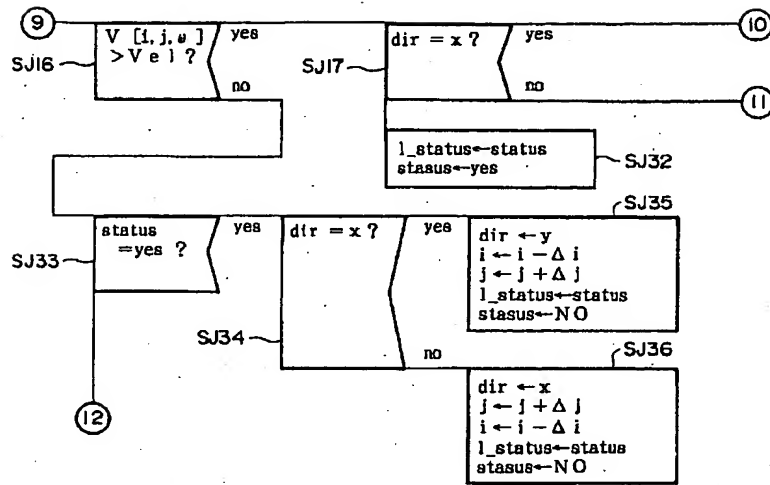 9
V [i, j, ω]
> Vel ?
yes
no
SJ16
SJ17
dir = x ?
yes
no
10
11
l_status←status
stasus←yes
SJ32
SJ33
status
=yes ?
yes
SJ34
dir = x ?
yes
no
SJ35
dir ← y
i ← i − Δ i
j ← j + Δ j
l_status←status
stasus←NO
SJ36
dir ← x
j ← j + Δ j
i ← i − Δ i
l_status←status
stasus←NO
12